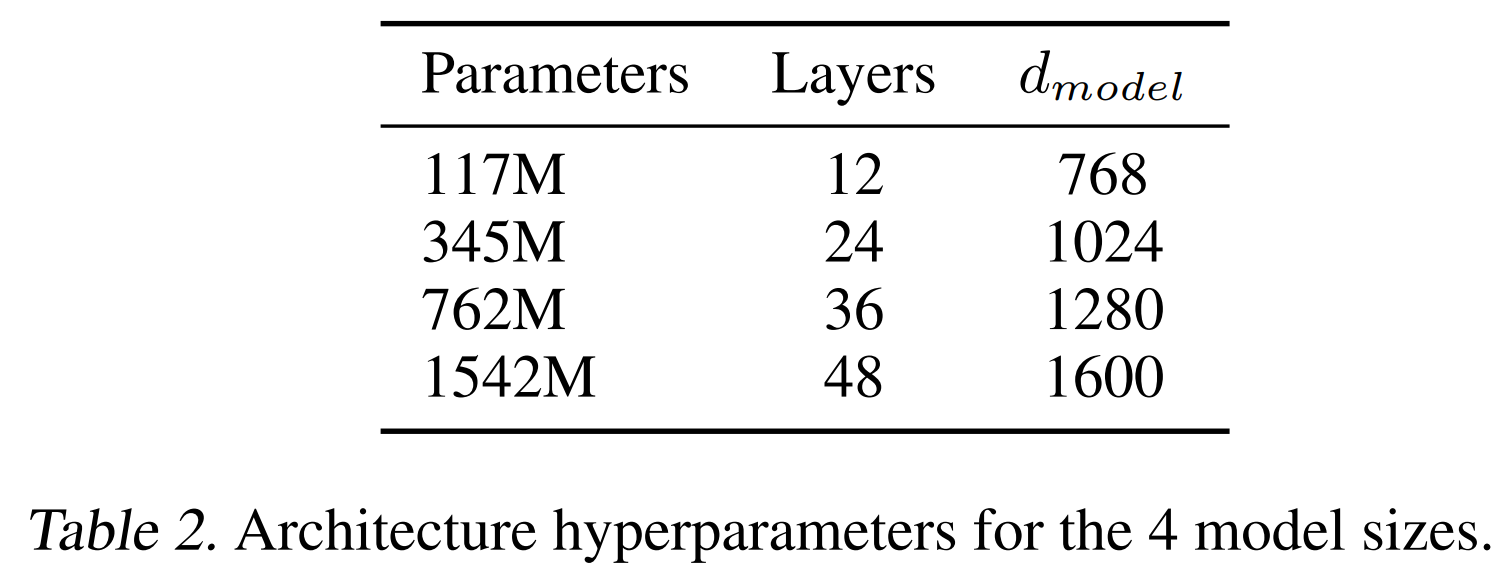 Parameters Layers d_model
117M 12 768
345M 24 1024
762M 36 1280
1542M 48 1600
Table 2. Architecture hyperparameters for the 4 model sizes.